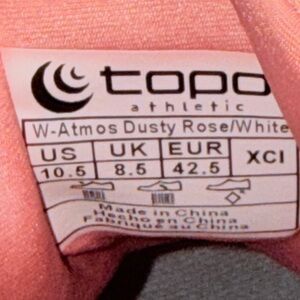 topo
athletic
W-Atmos Dusty Rose/White
US UK EUR XCI
10.5 8.5 42.5
Made in China
Hecho en China
Fabriqué en Chine